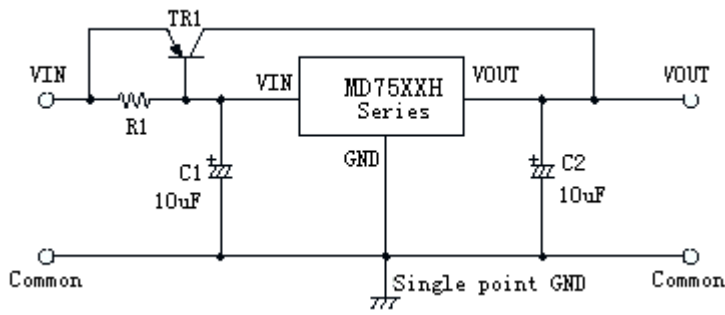 TR1
VIN
VIN
MD75XXH
Series
VOUT
VOUT
R1
GND
C1
10uF
C2
10uF
Common
Single point GND
Common